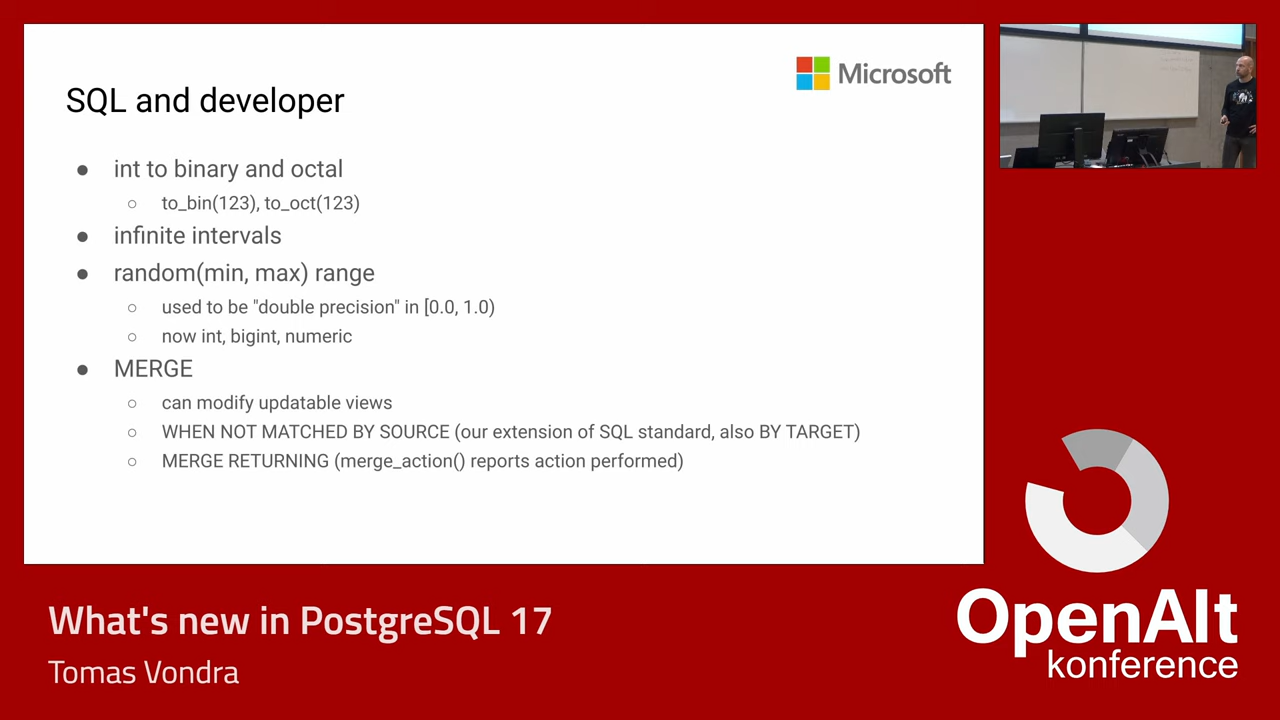 Microsoft
SQL and developer
● int to binary and octal
○ to_bin(123), to_oct(123)
● infinite intervals
● random(min, max) range
○ used to be "double precision" in [0.0, 1.0)
○ now int, bigint, numeric
● MERGE
○ can modify updatable views
○ WHEN NOT MATCHED BY SOURCE (our extension of SQL standard, also BY TARGET)
○ MERGE RETURNING (merge_action() reports action performed)
What's new in PostgreSQL 17
Tomas Vondra
OpenAlt
konference